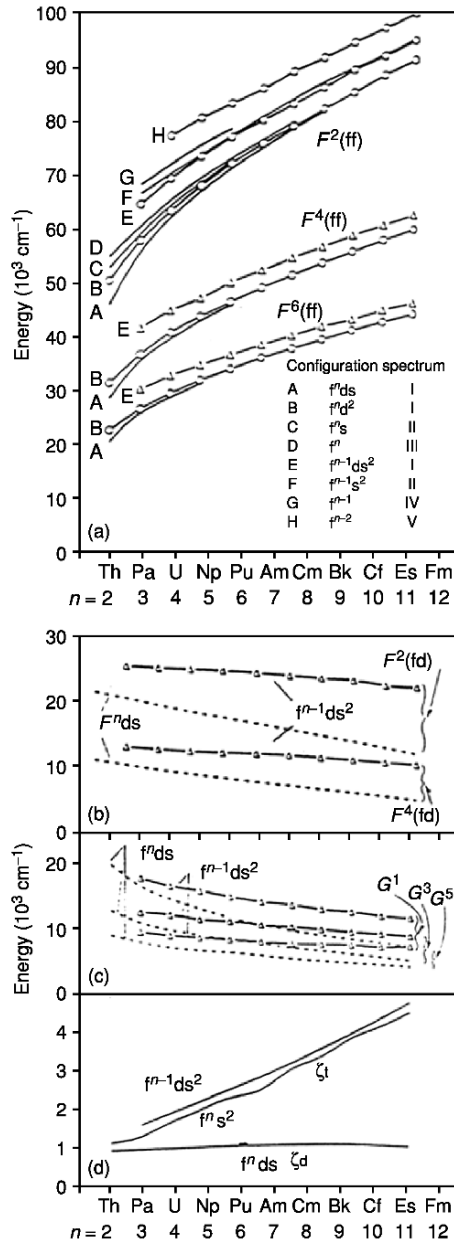 100
90
80
70
60
50
40
30
20
10
0
Energy (10³ cm⁻¹)
H
G
F
E
D
C
B
A
F²(ff)
F⁴(ff)
E
B
A
F⁶(ff)
E
B
A
Configuration spectrum
A fⁿds I
B fⁿd² I
C fⁿs II
D fⁿ III
E fⁿ⁻¹ds² I
F fⁿ⁻¹s² II
G fⁿ⁻¹ IV
H fⁿ⁻² V
(a)
Th Pa U Np Pu Am Cm Bk Cf Es Fm
n = 2 3 4 5 6 7 8 9 10 11 12
30
20
10
0
F²(fd)
Fⁿds
fⁿ⁻¹ds²
F⁴(fd)
(b)
Energy (10³ cm⁻¹)
20
10
0
fⁿds
fⁿ⁻¹ds²
G¹ G³ G⁵
(c)
4
3
2
1
0
fⁿ⁻¹ds²
fⁿs²
ζf
fⁿds ζd
(d)
Th Pa U Np Pu Am Cm Bk Cf Es Fm
n = 2 3 4 5 6 7 8 9 10 11 12